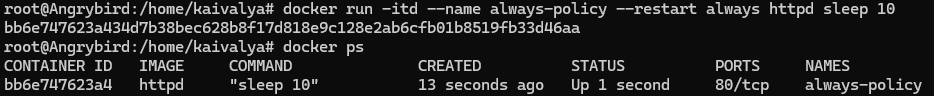 root@Angrybird:/home/kaivalya# docker run -itd --name always-policy --restart always httpd sleep 10
bb6e747623a434d7b38bec628b8f17d818e9c128e2ab6cfb01b8519fb33d46aa
root@Angrybird:/home/kaivalya# docker ps
CONTAINER ID   IMAGE     COMMAND      CREATED          STATUS        PORTS     NAMES
bb6e747623a4   httpd     "sleep 10"   13 seconds ago   Up 1 second   80/tcp    always-policy